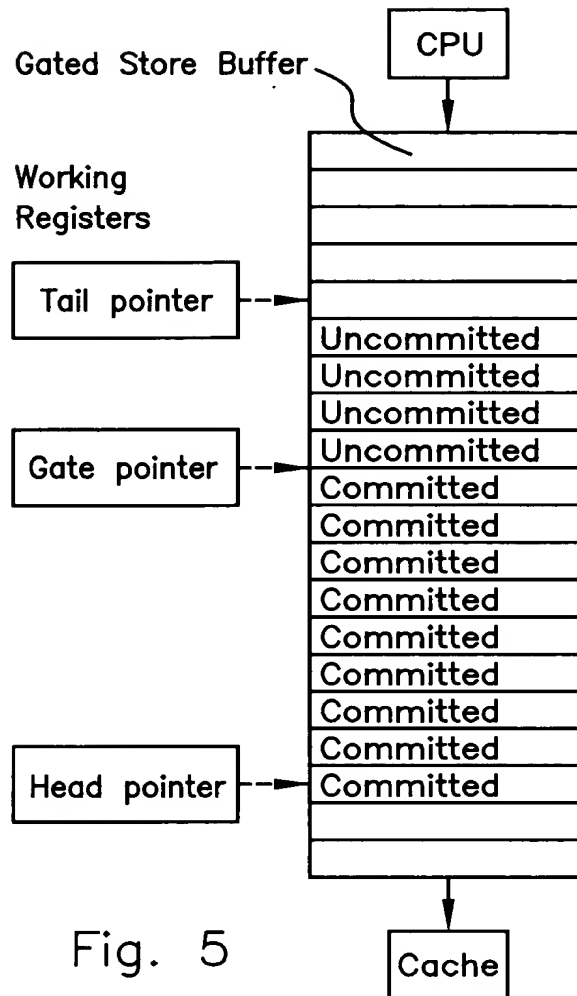 CPU
Gated Store Buffer
Working
Registers
Tail pointer
Uncommitted
Uncommitted
Uncommitted
Uncommitted
Gate pointer
Committed
Committed
Committed
Committed
Committed
Committed
Committed
Committed
Head pointer
Committed
Fig. 5
Cache